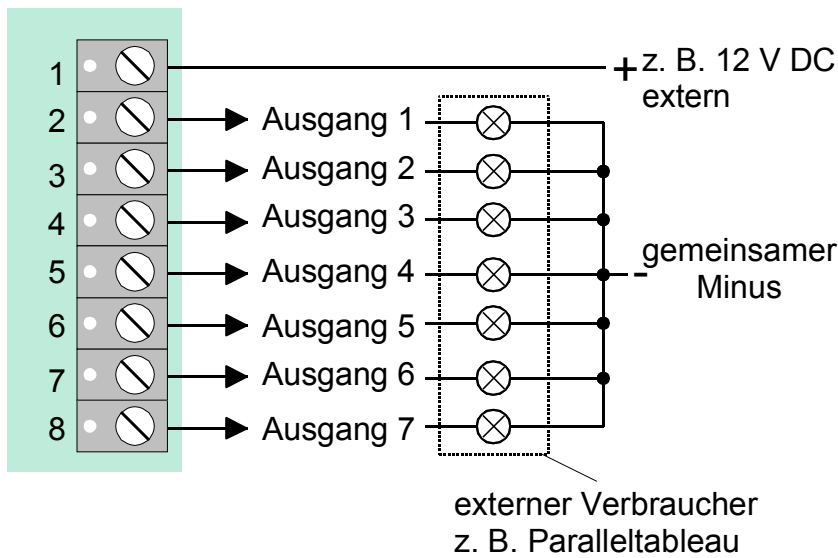 1
+ z. B. 12 V DC
extern
2 Ausgang 1
3 Ausgang 2
4 Ausgang 3
5 Ausgang 4
- gemeinsamer
Minus
6 Ausgang 5
7 Ausgang 6
8 Ausgang 7
externer Verbraucher
z. B. Paralleltableau